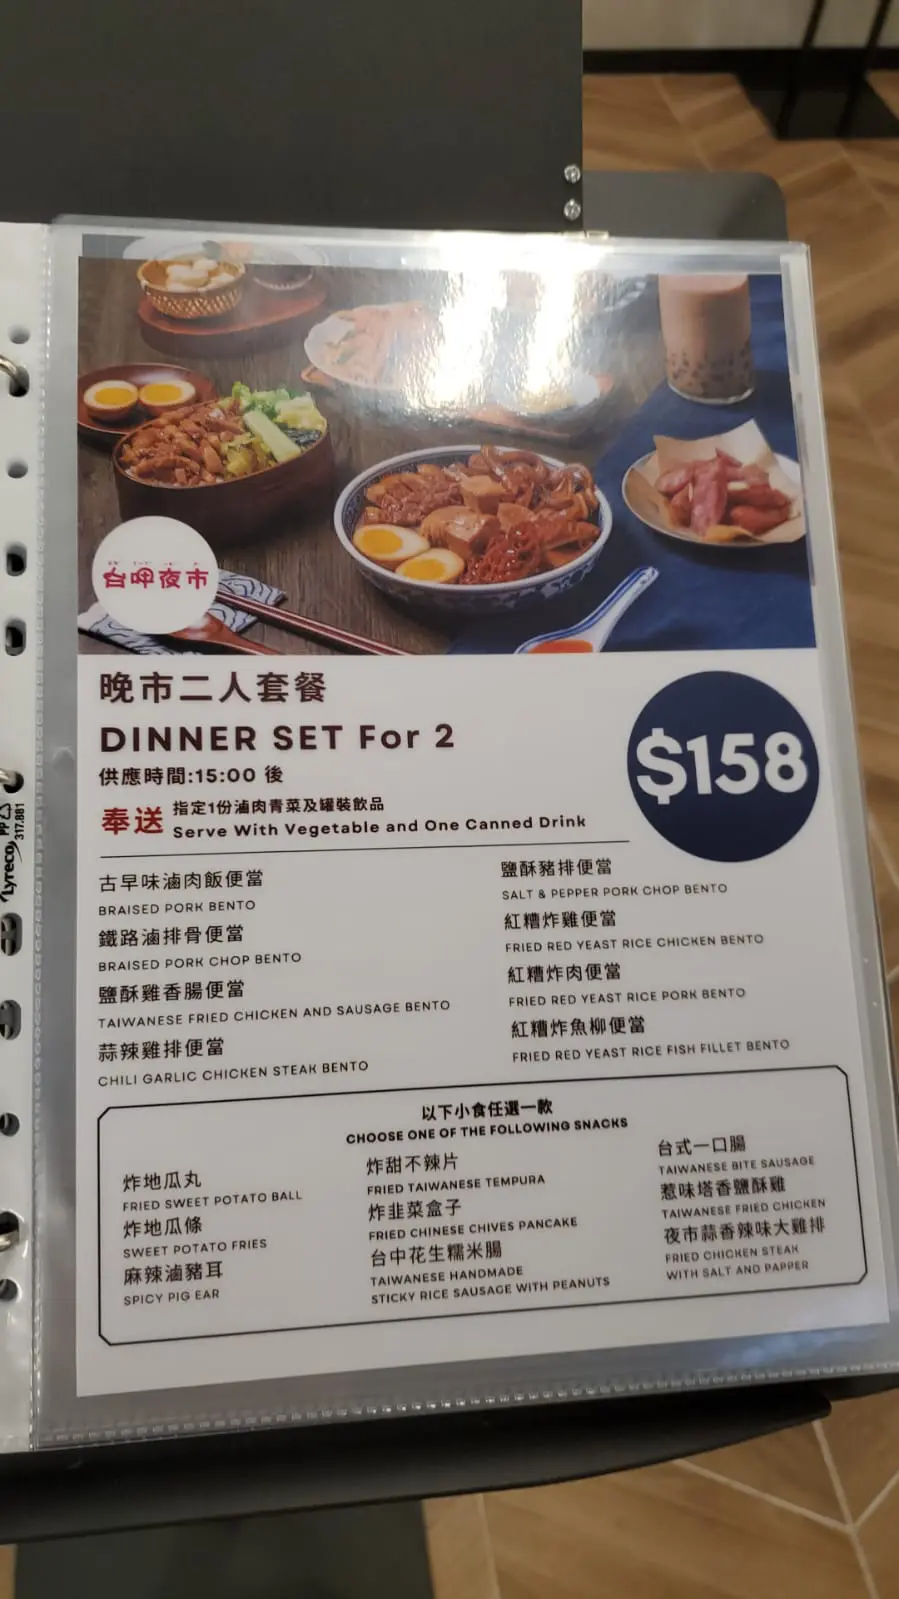 白呷夜市
晚市二人套餐
DINNER SET For 2
供應時間:15:00 後
奉送
指定1份滷肉青菜及罐裝飲品
Serve With Vegetable and One Canned Drink
$158
古早味滷肉飯便當
BRAISED PORK BENTO
鐵路滷排骨便當
BRAISED PORK CHOP BENTO
鹽酥雞香腸便當
TAIWANESE FRIED CHICKEN AND SAUSAGE BENTO
蒜辣雞排便當
CHILI GARLIC CHICKEN STEAK BENTO
鹽酥豬排便當
SALT & PEPPER PORK CHOP BENTO
紅糟炸雞便當
FRIED RED YEAST RICE CHICKEN BENTO
紅糟炸肉便當
FRIED RED YEAST RICE PORK BENTO
紅糟炸魚柳便當
FRIED RED YEAST RICE FISH FILLET BENTO
以下小食任選一款
CHOOSE ONE OF THE FOLLOWING SNACKS
炸地瓜丸
FRIED SWEET POTATO BALL
炸地瓜條
SWEET POTATO FRIES
麻辣滷豬耳
SPICY PIG EAR
炸甜不辣片
FRIED TAIWANESE TEMPURA
炸韭菜盒子
FRIED CHINESE CHIVES PANCAKE
台中花生糯米腸
TAIWANESE HANDMADE
STICKY RICE SAUSAGE WITH PEANUTS
台式一口腸
TAIWANESE BITE SAUSAGE
惹味塔香鹽酥雞
TAIWANESE FRIED CHICKEN
夜市蒜香辣味大雞排
FRIED CHICKEN STEAK
WITH SALT AND PAPPER
Lyreco
317.881